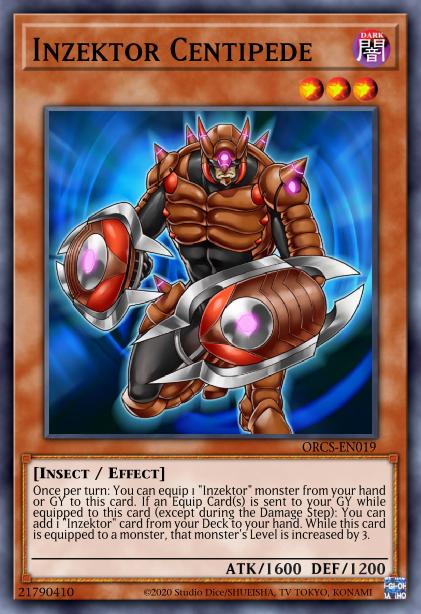 INZEKTOR CENTIPEDE
DARK
闇
ORCS-EN019
[INSECT / EFFECT]
Once per turn: You can equip 1 "Inzektor" monster from your hand
or GY to this card. If an Equip Card(s) is sent to your GY while
equipped to this card (except during the Damage Step): You can
add 1 "Inzektor" card from your Deck to your hand. While this card
is equipped to a monster, that monster's Level is increased by 3.
ATK/1600 DEF/1200
21790410
©2020 Studio Dice/SHUEISHA, TV TOKYO, KONAMI